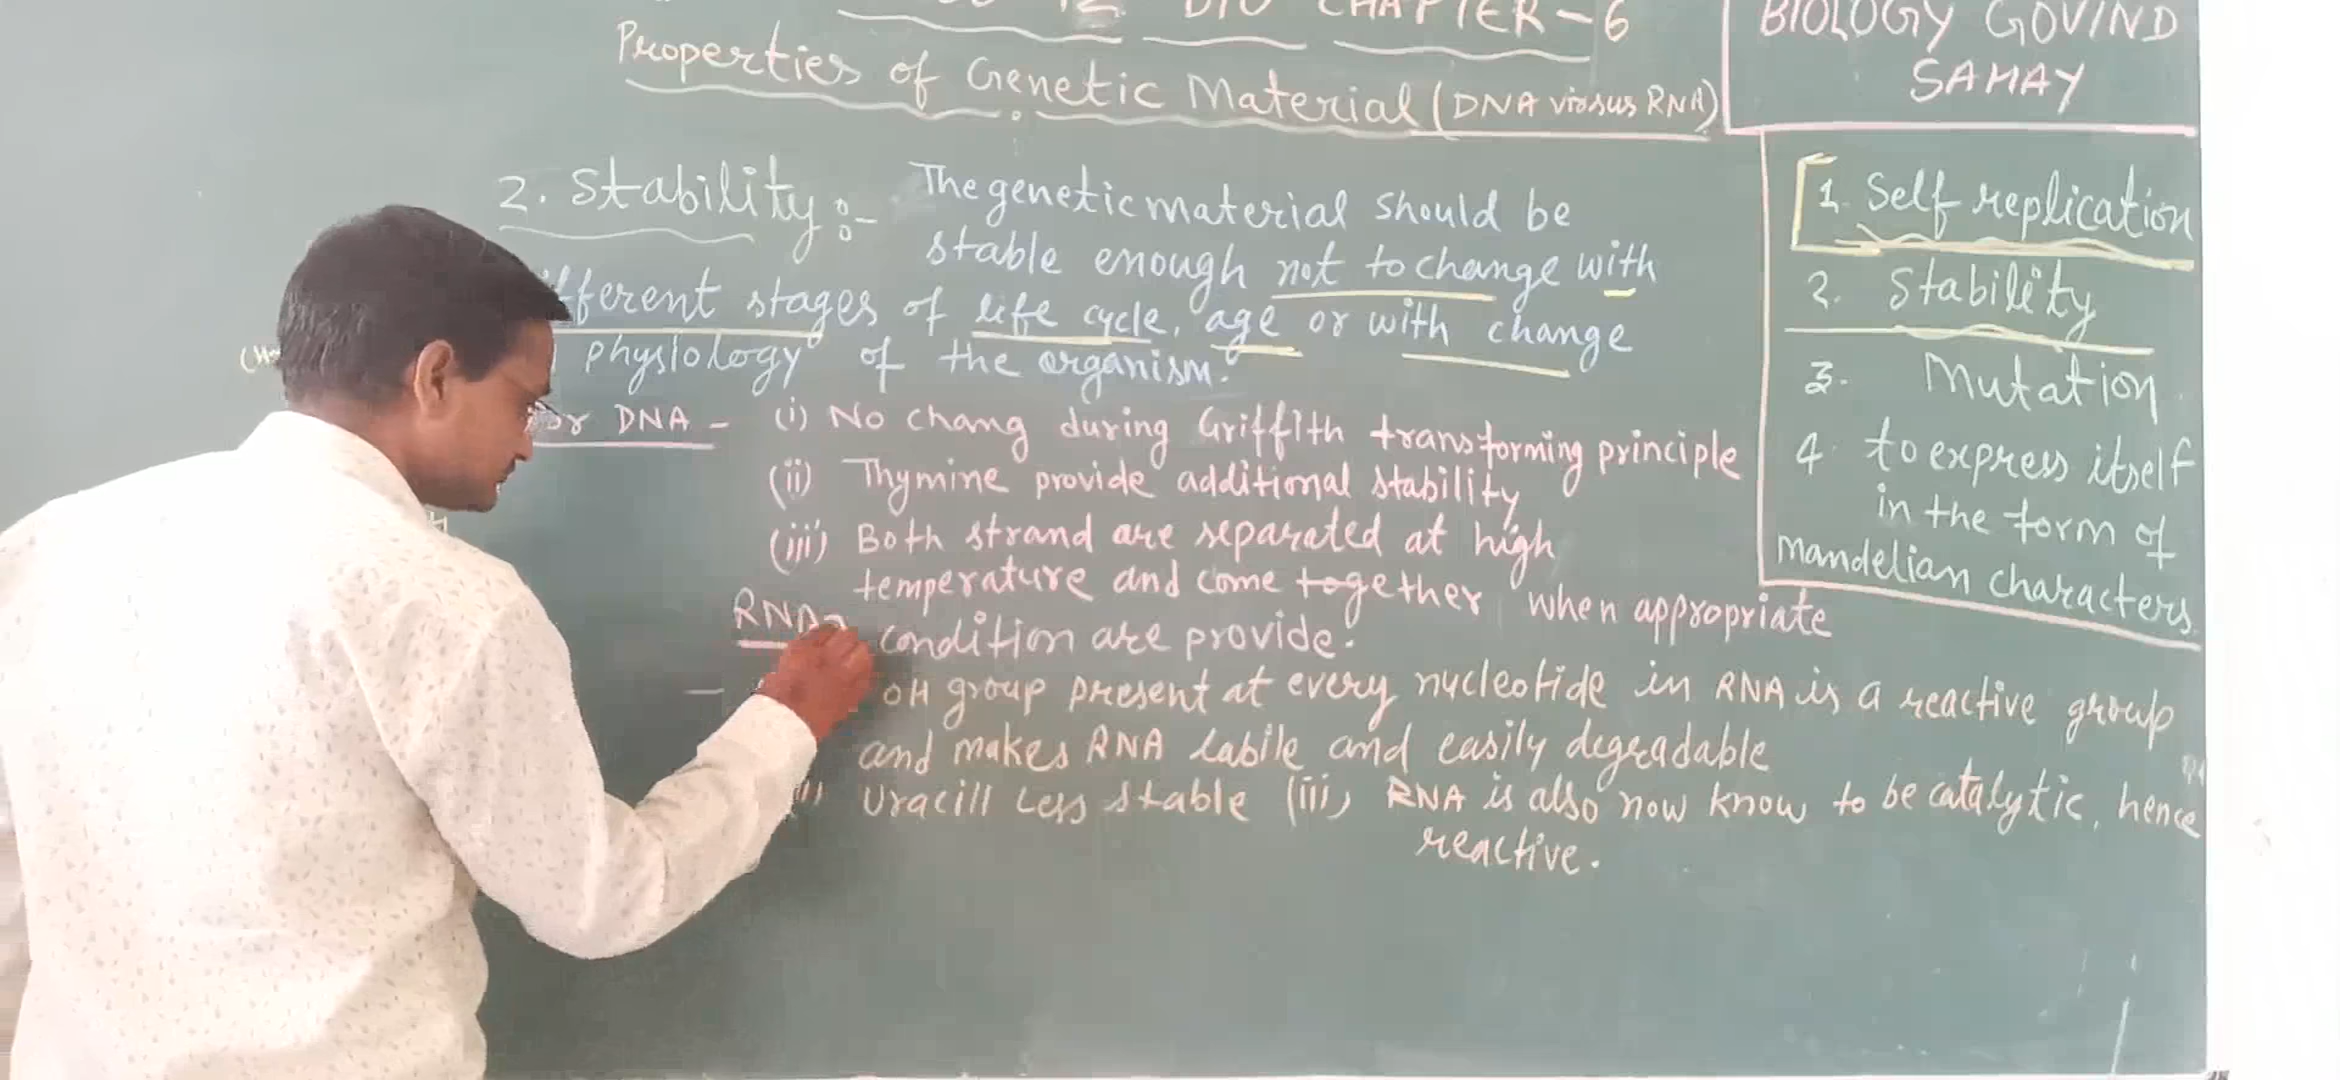 12 BIO CHAPTER-6
Properties of Genetic Material (DNA virsus RNA)
BIOLOGY GOVIND
SAHAY
1. Self replication
2. Stability
3. Mutation
4. to express itself
in the form of
mandelian characters.
2. Stability :- The genetic material should be
stable enough not to change with
fferent stages of life cycle, age or with change
physiology of the organism.
or DNA - (i) No chang during Griffith transforming principle
(ii) Thymine provide additional stability
(iii) Both strand are separated at high
temperature and come together when appropriate
condition are provide.
RNA
- OH group present at every nucleotide in RNA is a reactive group
and makes RNA labile and easily degradable
Uracill Less stable (iii) RNA is also now know to be catalytic, hence
reactive.